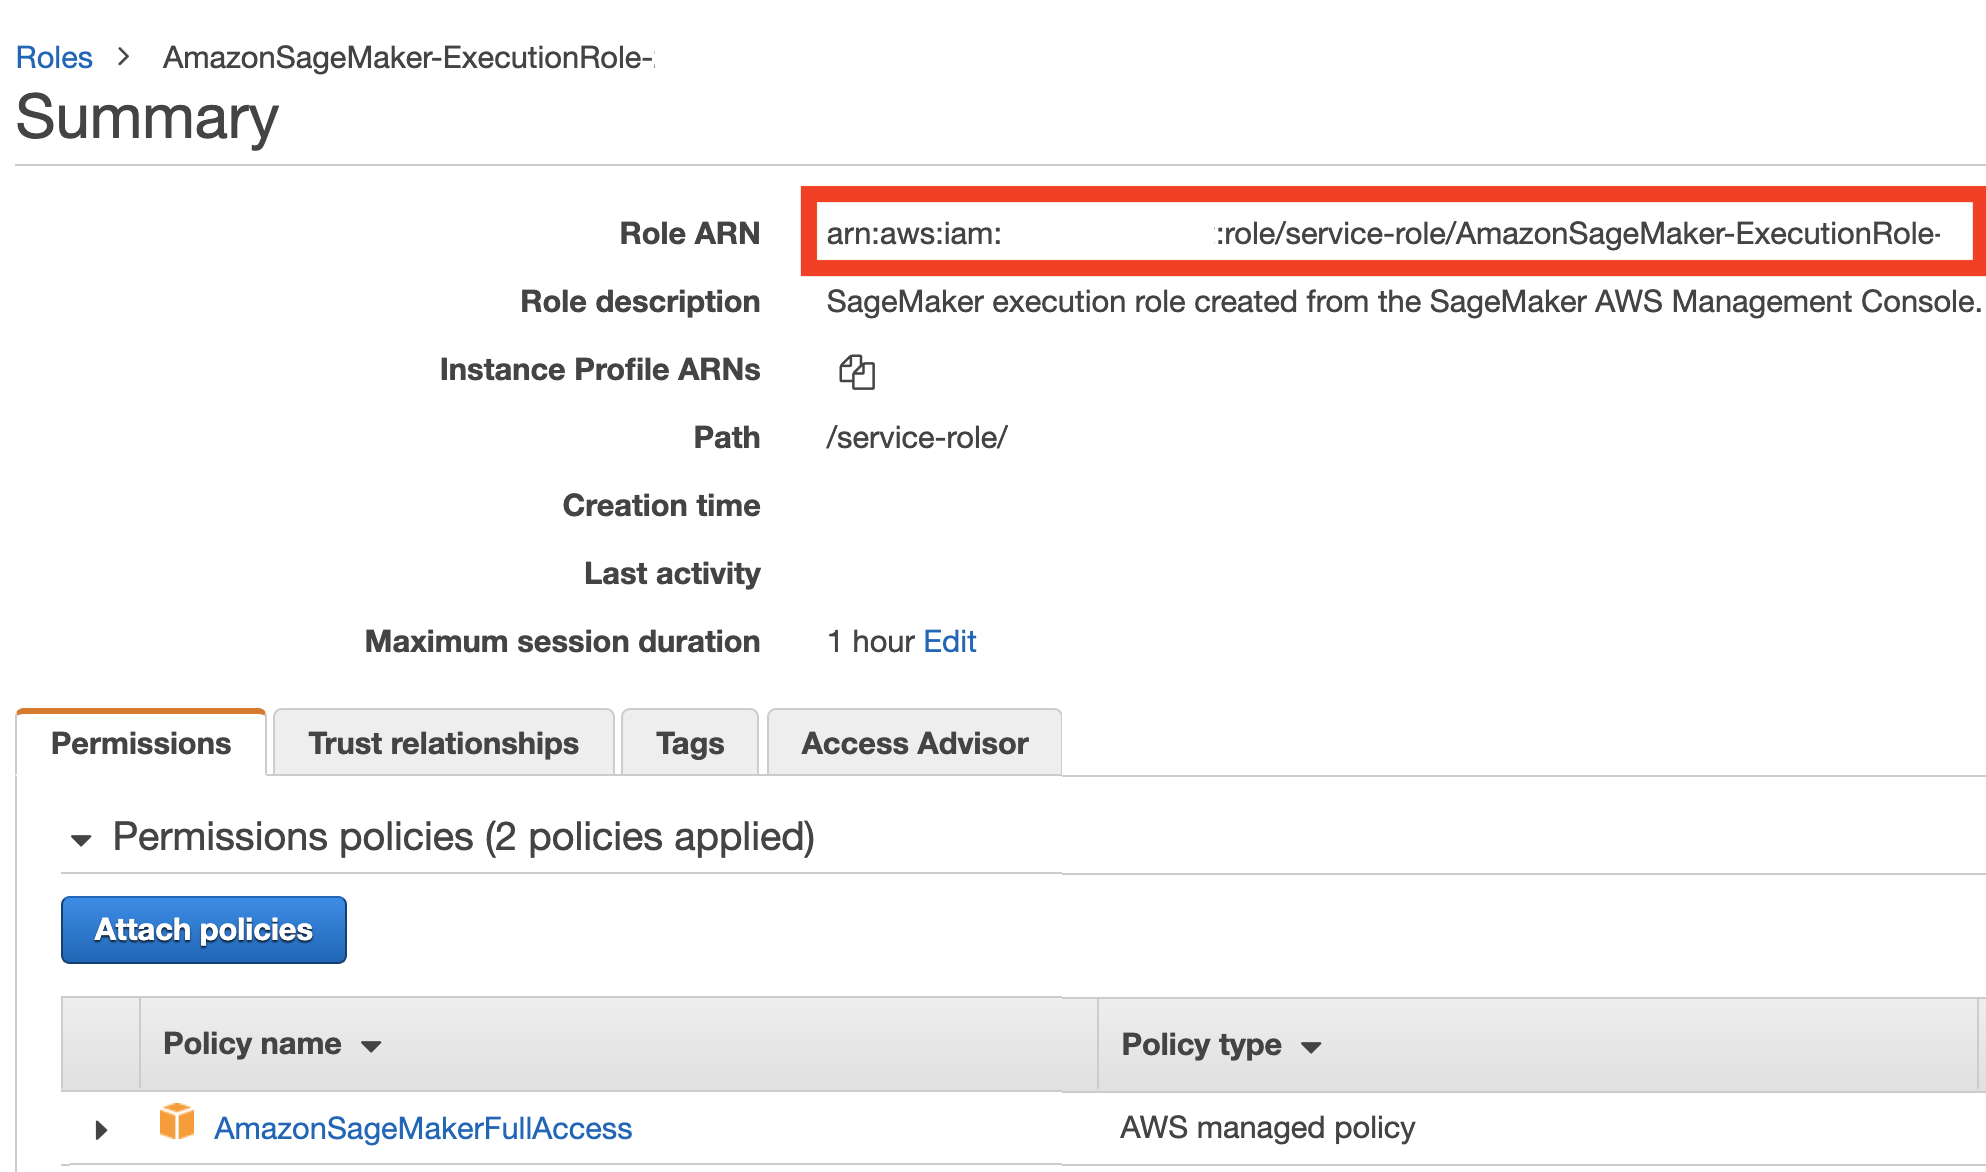 Roles > AmazonSageMaker-ExecutionRole-
Summary
Role ARN arn:aws:iam: :role/service-role/AmazonSageMaker-ExecutionRole-
Role description SageMaker execution role created from the SageMaker AWS Management Console.
Instance Profile ARNs
Path /service-role/
Creation time
Last activity
Maximum session duration 1 hour Edit
Permissions Trust relationships Tags Access Advisor
Permissions policies (2 policies applied)
Attach policies
Policy name Policy type
AmazonSageMakerFullAccess AWS managed policy